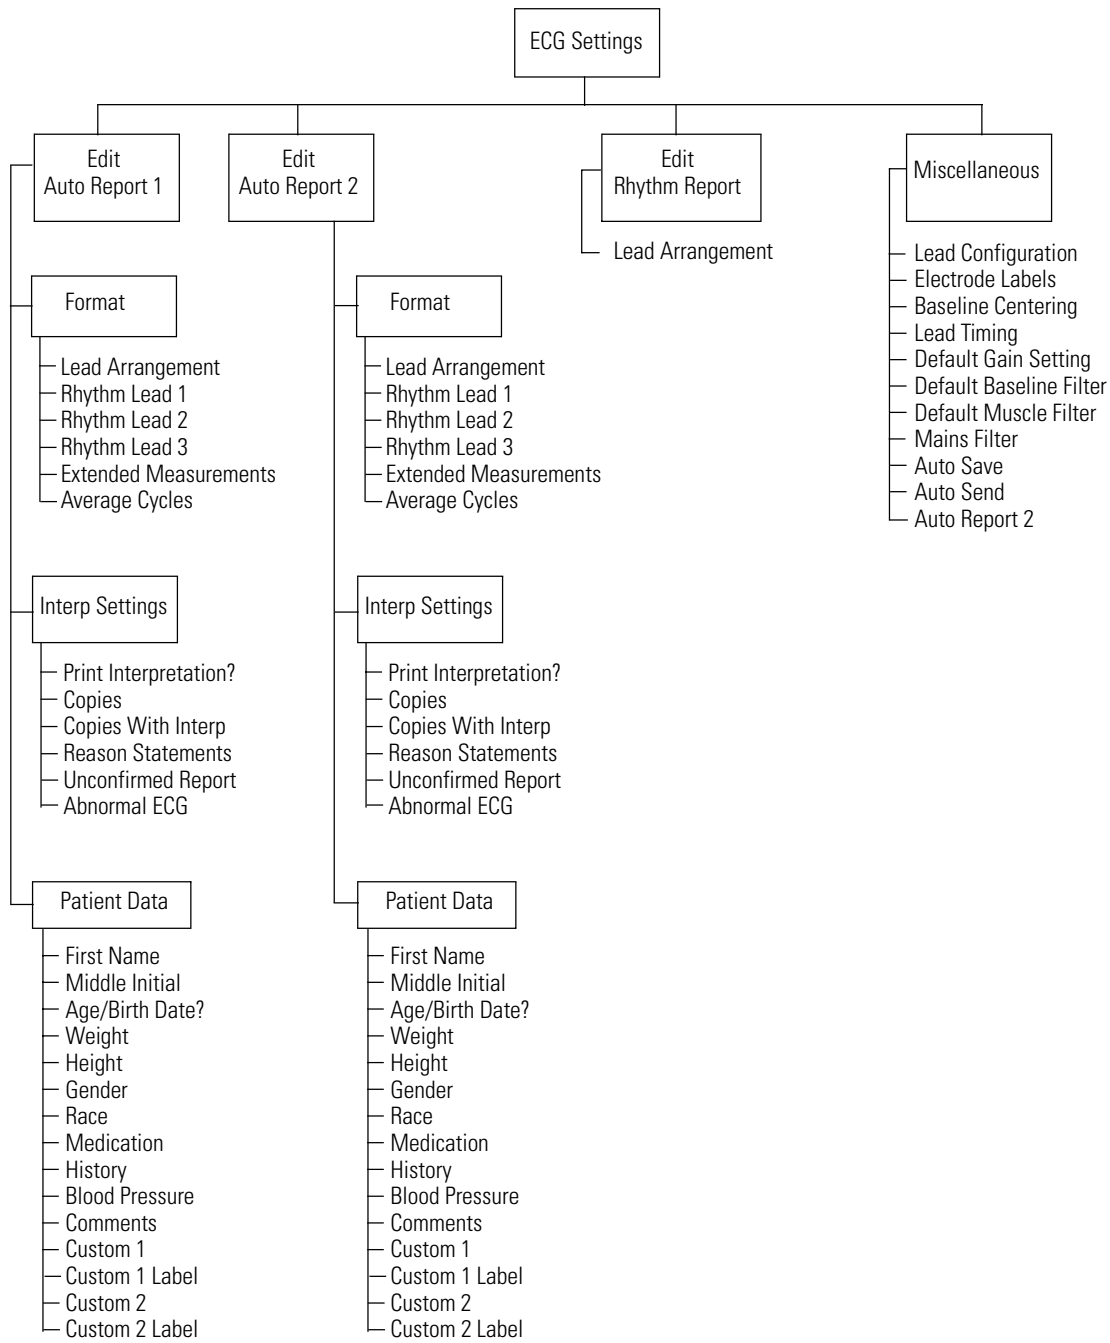 ECG Settings
Edit
Auto Report 1
Edit
Auto Report 2
Edit
Rhythm Report
Miscellaneous
Format
Lead Arrangement
Rhythm Lead 1
Rhythm Lead 2
Rhythm Lead 3
Extended Measurements
Average Cycles
Interp Settings
Print Interpretation?
Copies
Copies With Interp
Reason Statements
Unconfirmed Report
Abnormal ECG
Patient Data
First Name
Middle Initial
Age/Birth Date?
Weight
Height
Gender
Race
Medication
History
Blood Pressure
Comments
Custom 1
Custom 1 Label
Custom 2
Custom 2 Label
Format
Lead Arrangement
Rhythm Lead 1
Rhythm Lead 2
Rhythm Lead 3
Extended Measurements
Average Cycles
Interp Settings
Print Interpretation?
Copies
Copies With Interp
Reason Statements
Unconfirmed Report
Abnormal ECG
Patient Data
First Name
Middle Initial
Age/Birth Date?
Weight
Height
Gender
Race
Medication
History
Blood Pressure
Comments
Custom 1
Custom 1 Label
Custom 2
Custom 2 Label
Lead Arrangement
Lead Configuration
Electrode Labels
Baseline Centering
Lead Timing
Default Gain Setting
Default Baseline Filter
Default Muscle Filter
Mains Filter
Auto Save
Auto Send
Auto Report 2